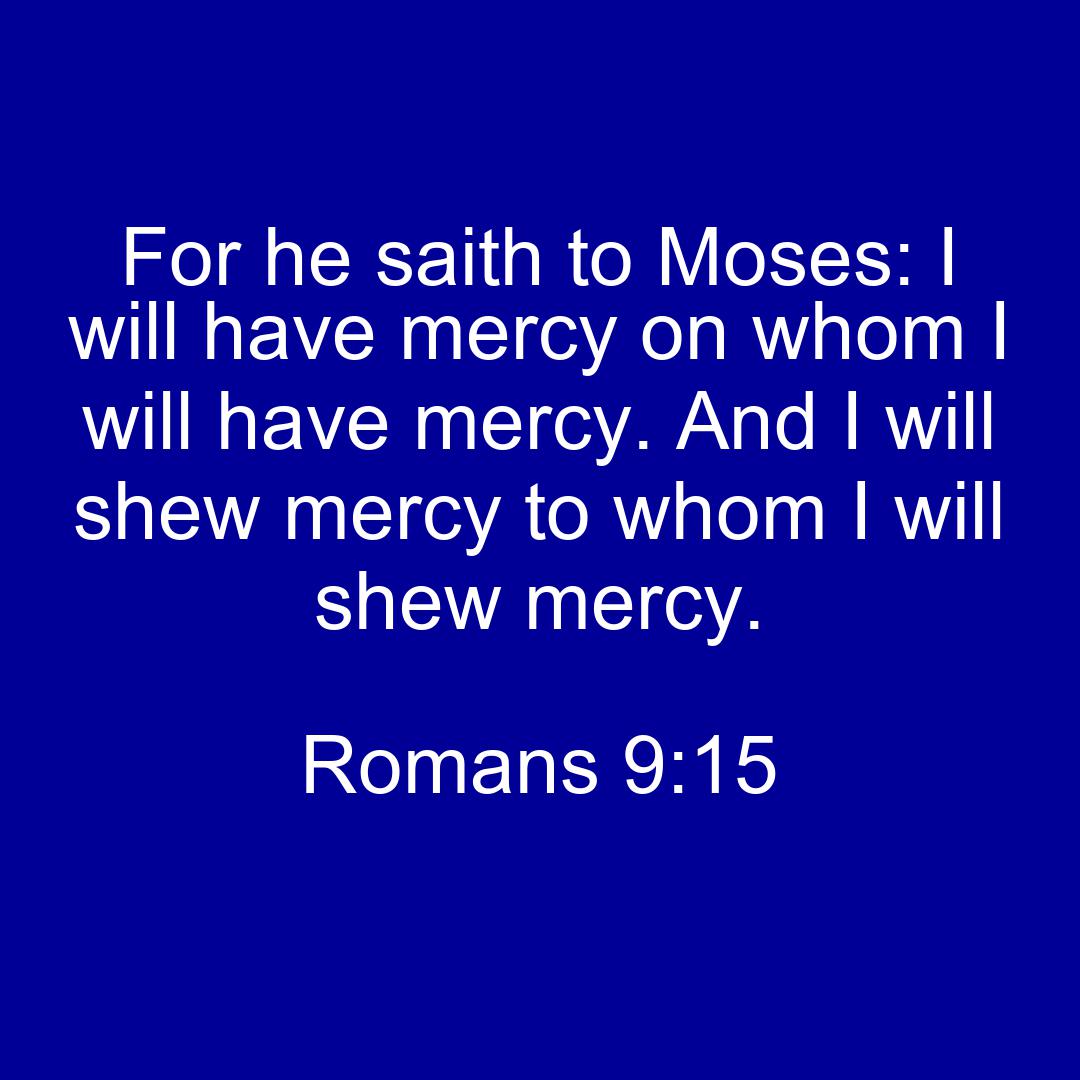 For he saith to Moses: I
will have mercy on whom I
will have mercy. And I will
shew mercy to whom I will
shew mercy.
Romans 9:15